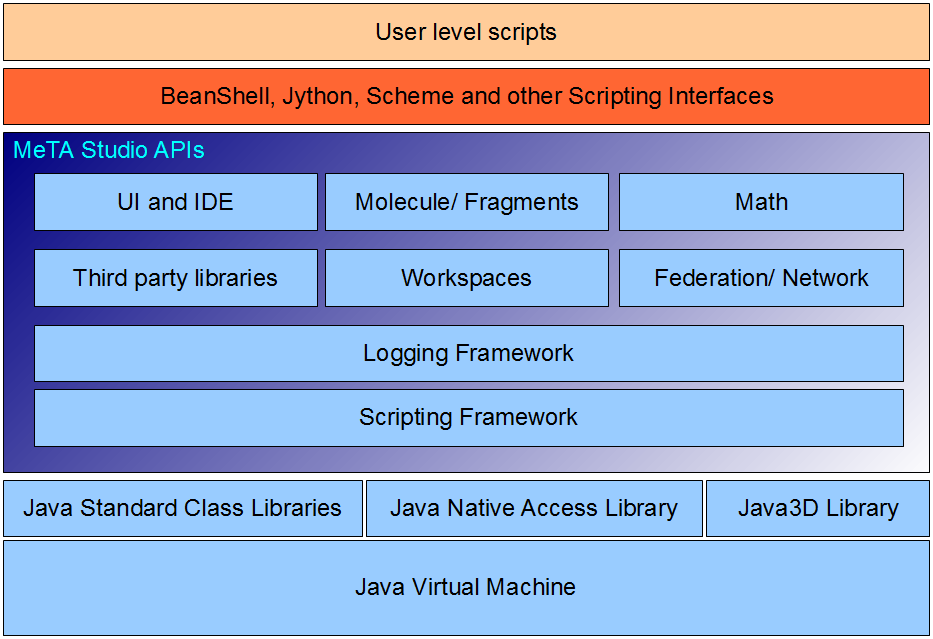 User level scripts
BeanShell, Jython, Scheme and other Scripting Interfaces
MeTA Studio APIs
UI and IDE
Molecule/ Fragments
Math
Third party libraries
Workspaces
Federation/ Network
Logging Framework
Scripting Framework
Java Standard Class Libraries
Java Native Access Library
Java3D Library
Java Virtual Machine